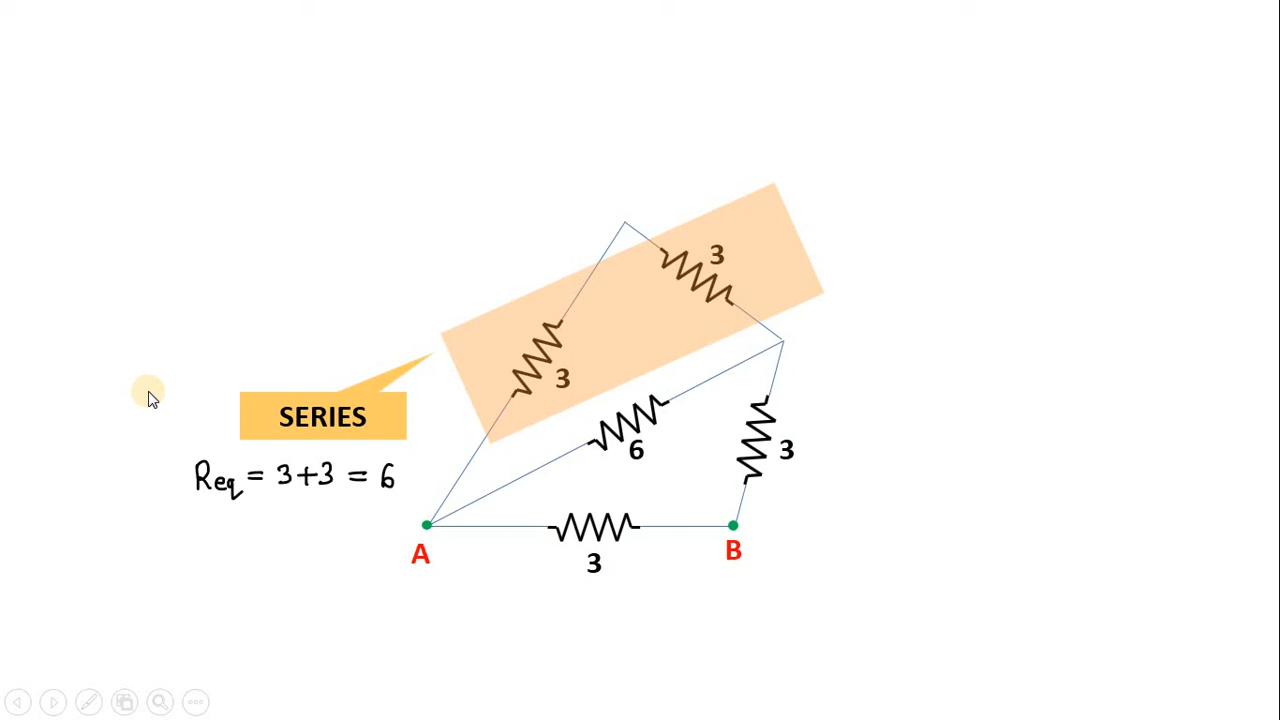 3
3
SERIES
6
3
Req = 3+3 = 6
A
B
3